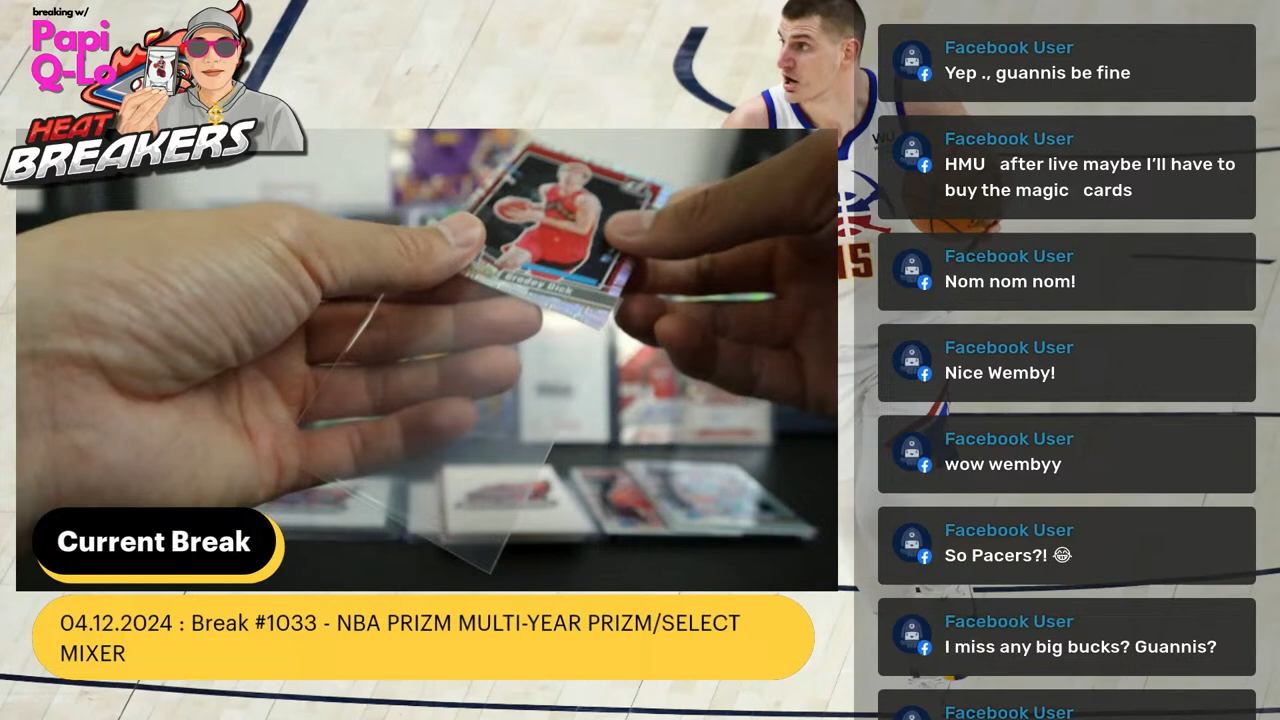 breaking w/
Papi
Q-Lo
HEAT
BREAKERS
Gradey Dick
Current Break
04.12.2024 : Break #1033 - NBA PRIZM MULTI-YEAR PRIZM/SELECT
MIXER
Facebook User
Yep ., guannis be fine
Facebook User
HMU after live maybe I’ll have to
buy the magic cards
Facebook User
Nom nom nom!
Facebook User
Nice Wemby!
Facebook User
wow wembyy
Facebook User
So Pacers?! 😂
Facebook User
I miss any big bucks? Guannis?
Facebook User